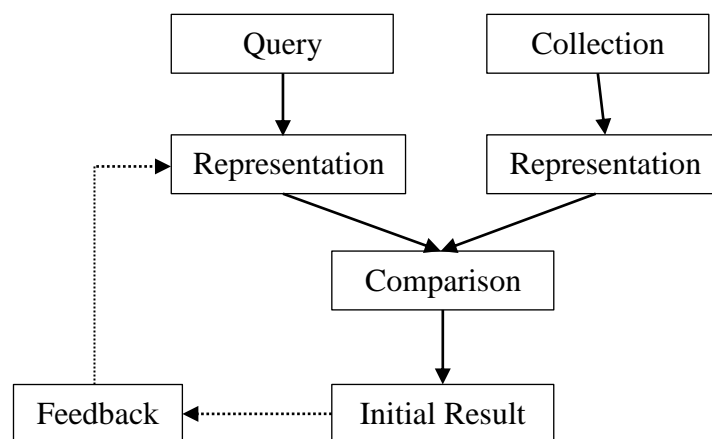 Query
Collection
Representation
Representation
Comparison
Feedback
Initial Result